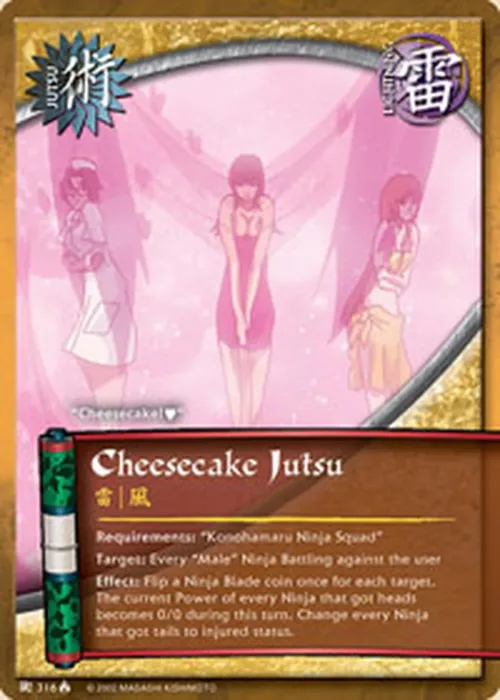 JUTSU
術
LIGHTNING
雷
"Cheesecake!♥"
Cheesecake Jutsu
雷 | 風
Requirements: "Konohamaru Ninja Squad"
Target: Every "Male" Ninja Battling against the user
Effect: Flip a Ninja Blade coin once for each target.
The current Power of every Ninja that got heads
becomes 0/0 during this turn. Change every Ninja
that got tails to injured status.
316
© 2002 MASASHI KISHIMOTO